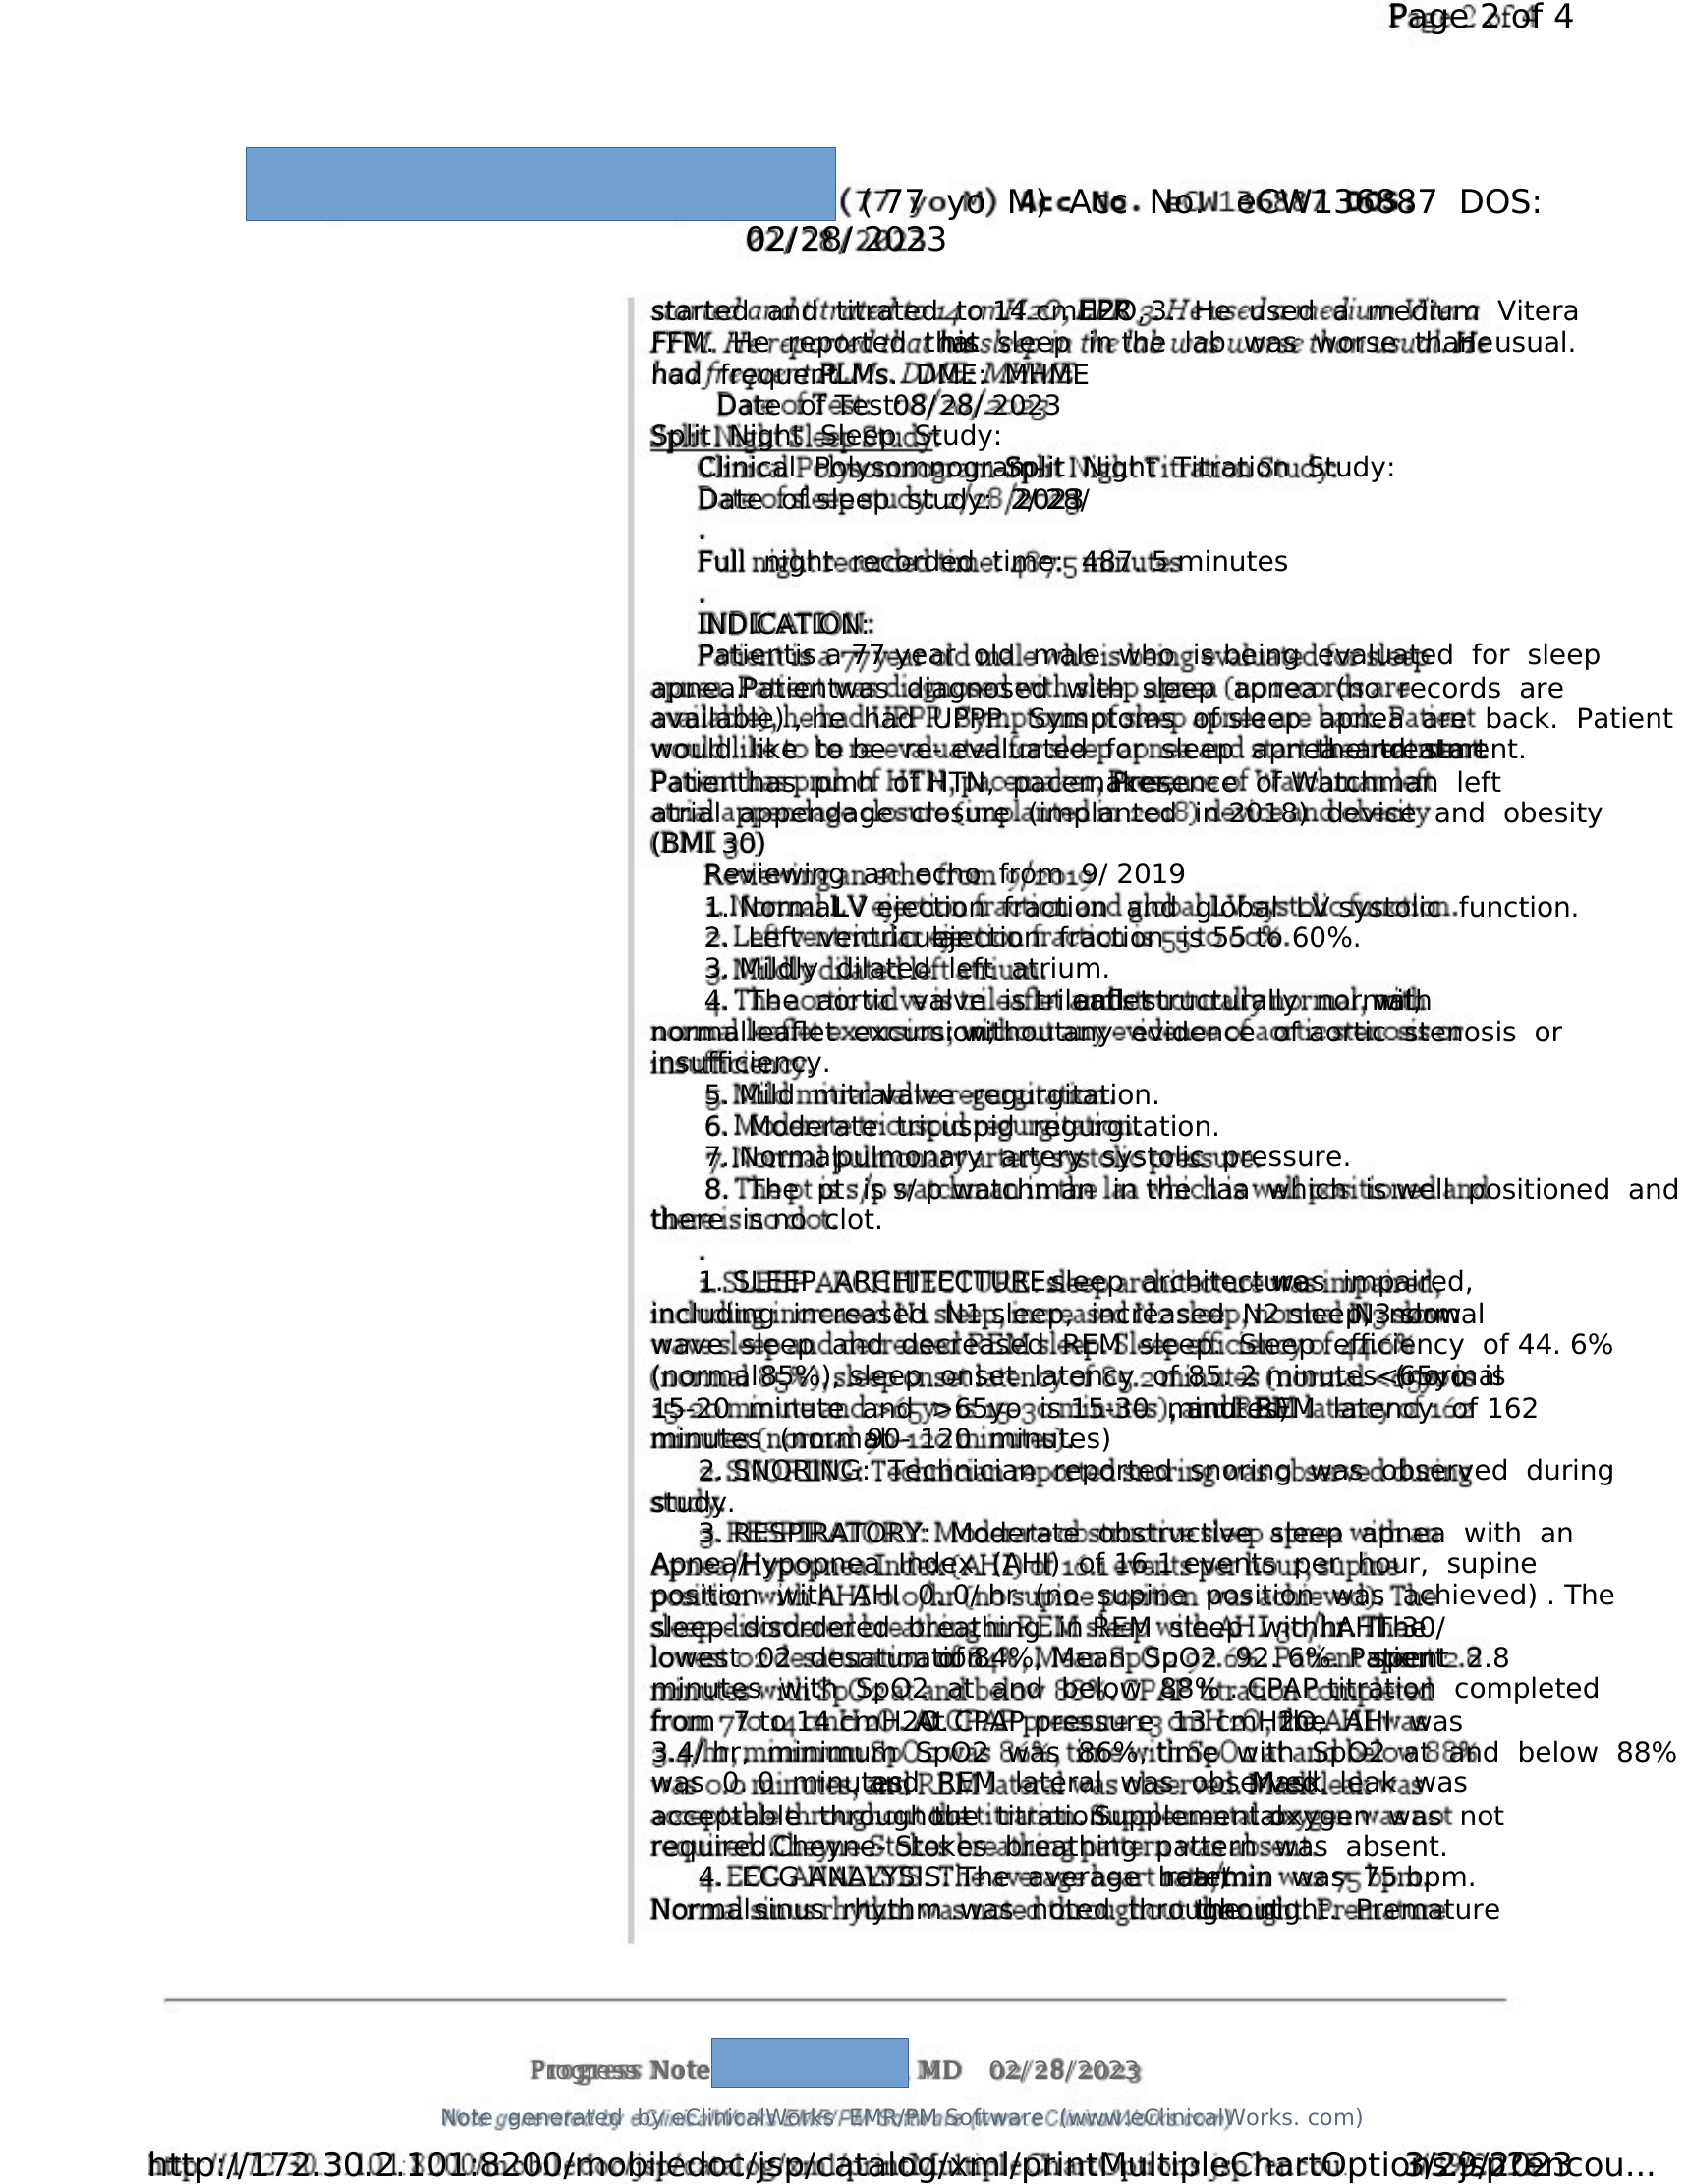 Page 2 of 4
(77 yo M) Acc No. eCW136887 DOS:
02/28/2023
started and titrated to 14 cmH2O, EPR 3. He used a medium Vitera
FFM. He reported that his sleep in the lab was worse than usual. He
had frequent PLMs. DME: MHME
Date of Test: 08/28/2023
Split Night Sleep Study:
Clinical Polysomnogram-Split Night Titration Study:
Date of sleep study: 2/28/2023
.
Full night recorded time: 487.5 minutes
.
INDICATION:
Patient is a 77-year old male who is being evaluated for sleep
apnea. Patient was diagnosed with sleep apnea (no records are
available), he had UPPP. Symptoms of sleep apnea are back. Patient
would like to be re-evaluated for sleep apnea and start the treatment.
Patient has pmh of HTN, pacemaker, Presence of Watchman left
atrial appendage closure (implanted in 2018) device and obesity
(BMI 30)
Reviewing an echo from 9/2019
1. Normal LV ejection fraction and global LV systolic function.
2. Left ventricular ejection fraction is 55 to 60%.
3. Mildly dilated left atrium.
4. The aortic valve is trileaflet and structurally normal, with
normal leaflet excursion, without any evidence of aortic stenosis or
insufficiency.
5. Mild mitral valve regurgitation.
6. Moderate tricuspid regurgitation.
7. Normal pulmonary artery systolic pressure.
8. The pt is s/p watchman in the laa which is well positioned and
there is no clot.
.
1. SLEEP ARCHITECTURE: sleep architecture was impaired,
including increased N1 sleep, increased N2 sleep, normal N3 slow
wave sleep and decreased REM sleep. Sleep efficiency of 44.6%
(normal 85%), sleep onset latency of 85.2 minutes (normal <65yo is
15-20 minute and >65yo is 15-30 minutes), and REM latency of 162
minutes (normal 90-120 minutes)
2. SNORING: Technician reported snoring was observed during
study.
3. RESPIRATORY: Moderate obstructive sleep apnea with an
Apnea/Hypopnea Index (AHI) of 16.1 events per hour, supine
position with AHI 0.0/hr (no supine position was achieved). The
sleep-disordered breathing in REM sleep with AHI 30/hr. The
lowest 02 desaturation of 84%, Mean SpO2 92.6%. Patient spent 2.8
minutes with SpO2 at and below 88%. CPAP titration completed
from 7 to 14 cmH2O. At CPAP pressure 13 cmH2O, the AHI was
3.4/hr, minimum SpO2 was 86%, time with SpO2 at and below 88%
was 0.0 minutes, and REM lateral was observed. Mask leak was
acceptable throughout the titration. Supplemental oxygen was not
required. Cheyne-Stokes breathing pattern was absent.
4. ECG ANALYSIS: The average heart rate/min was 75 bpm.
Normal sinus rhythm was noted throughout the night. Premature
Progress Note MD 02/28/2023
Note generated by eClinicalWorks EMR/PM Software (www.eClinicalWorks.com)
http://172.30.2.101:8200/mobiledoc/jsp/catalog/xml/printMultipleChartOptions.jsp?encou... 3/29/2023